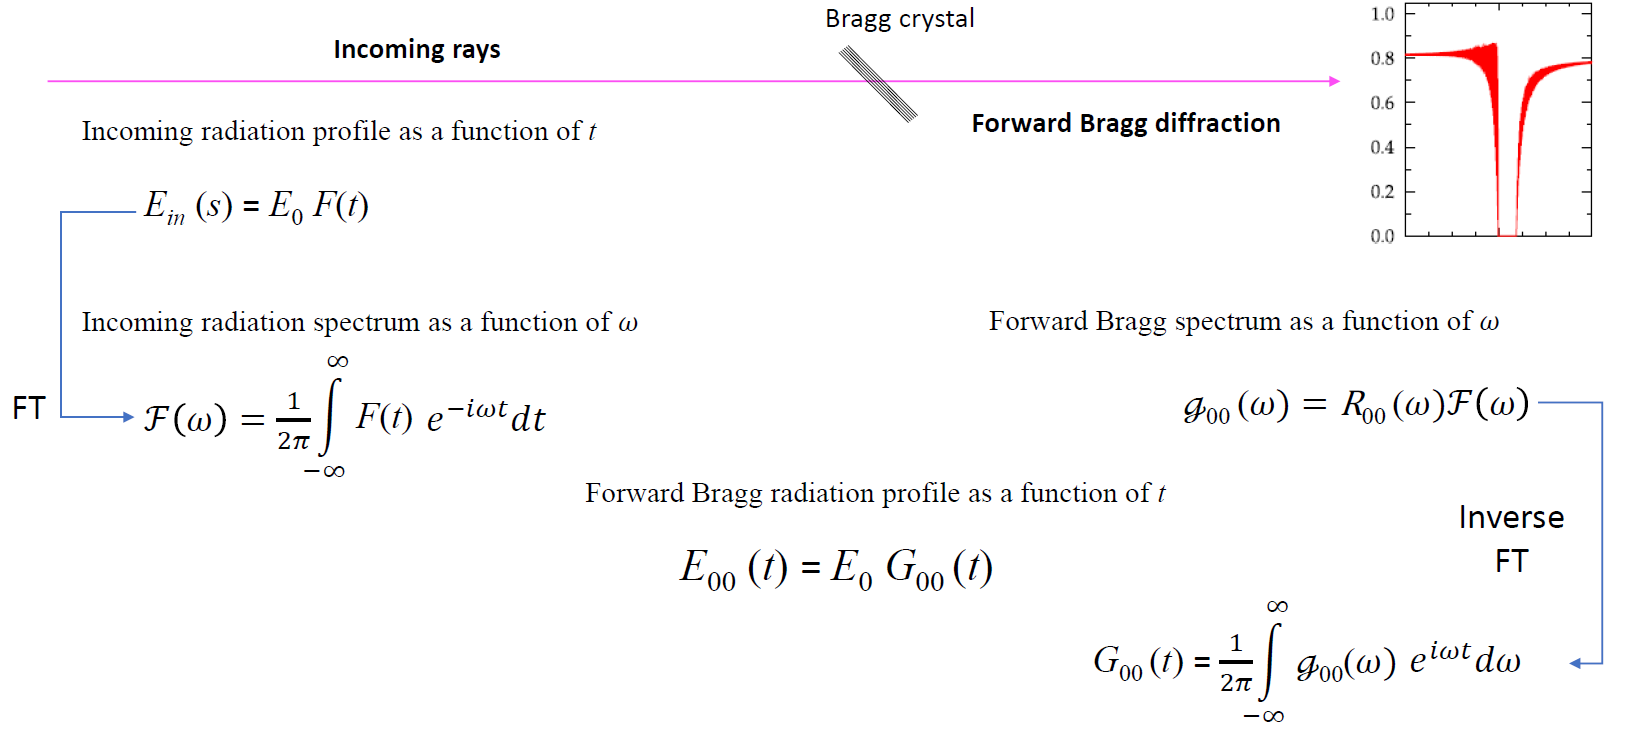 Bragg crystal
Incoming rays
Forward Bragg diffraction
1.0
0.8
0.6
0.4
0.2
0.0
Incoming radiation profile as a function of t
E_in (s) = E_0 F(t)
Incoming radiation spectrum as a function of ω
FT
ℱ(ω) = 1/2π ∫_{-∞}^{∞} F(t) e^{-iωt} dt
Forward Bragg spectrum as a function of ω
ℊ_00 (ω) = R_00 (ω)ℱ(ω)
Forward Bragg radiation profile as a function of t
E_00 (t) = E_0 G_00 (t)
Inverse
FT
G_00 (t) = 1/2π ∫_{-∞}^{∞} ℊ_00(ω) e^{iωt} dω